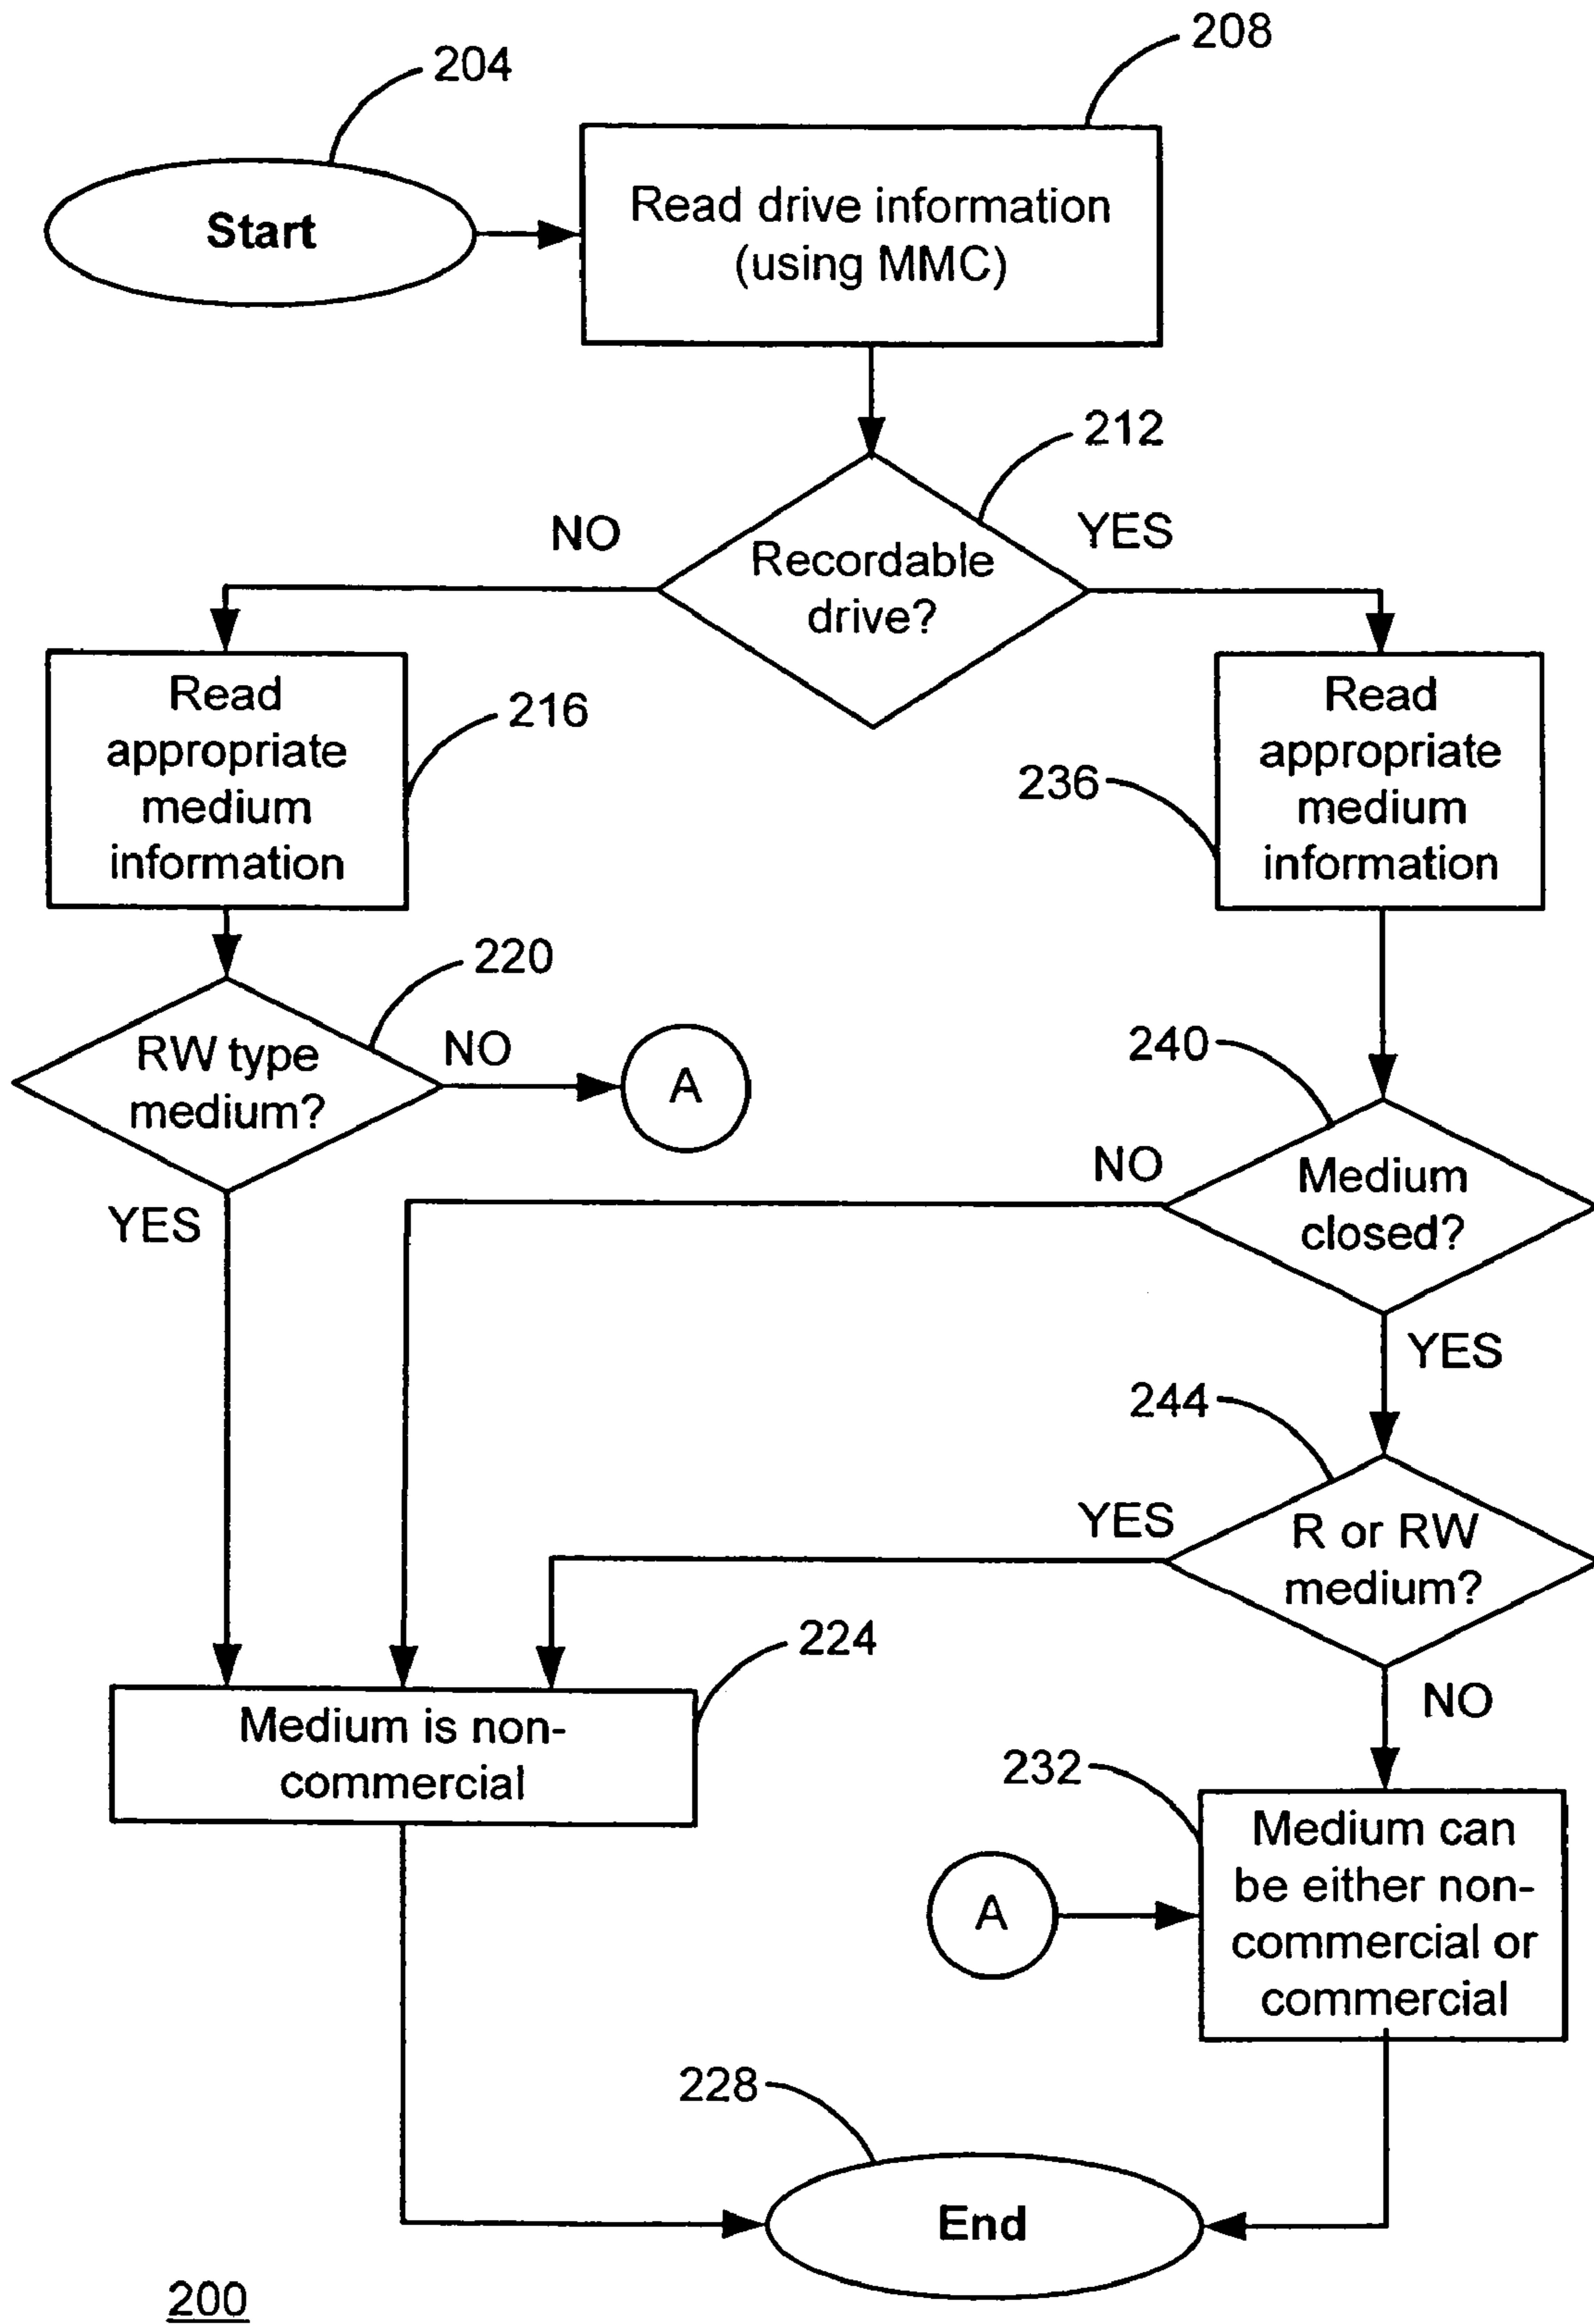 208
204
Start
Read drive information
(using MMC)
212
NO
YES
Recordable
drive?
Read
appropriate
medium
information
216
Read
appropriate
medium
information
236
220
RW type
medium?
NO
A
YES
240
NO
Medium
closed?
YES
244
YES
R or RW
medium?
NO
224
Medium is non-
commercial
232
Medium can
be either non-
commercial or
commercial
A
228
End
200